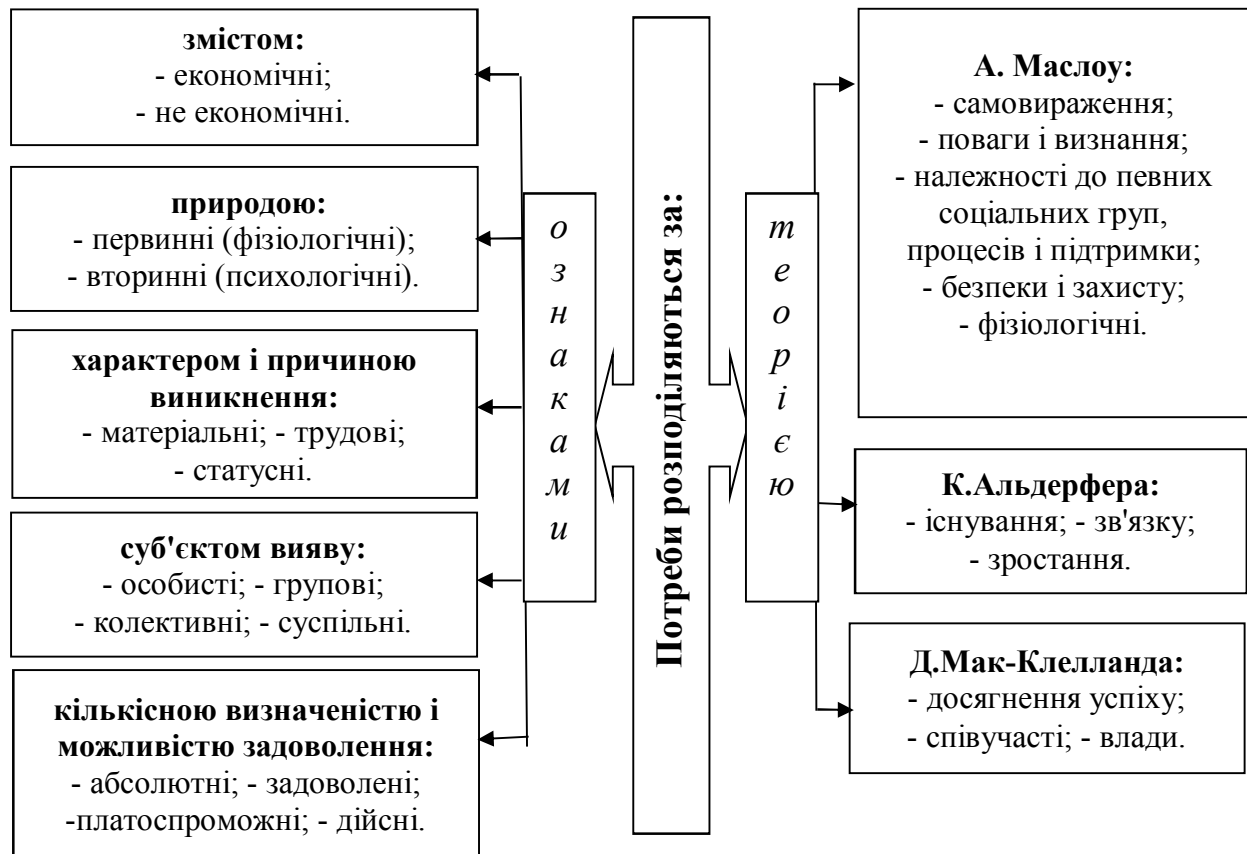 змістом:
- економічні;
- не економічні.
природою:
- первинні (фізіологічні);
- вторинні (психологічні).
характером і причиною
виникнення:
- матеріальні; - трудові;
- статусні.
суб'єктом вияву:
- особисті; - групові;
- колективні; - суспільні.
кількісною визначеністю і
можливістю задоволення:
- абсолютні; - задоволені;
-платоспроможні; - дійсні.
ознаками
Потреби розподіляються за:
теорією
А. Маслоу:
- самовираження;
- поваги і визнання;
- належності до певних
соціальних груп,
процесів і підтримки;
- безпеки і захисту;
- фізіологічні.
К.Альдерфера:
- існування; - зв'язку;
- зростання.
Д.Мак-Клелланда:
- досягнення успіху;
- співучасті; - влади.